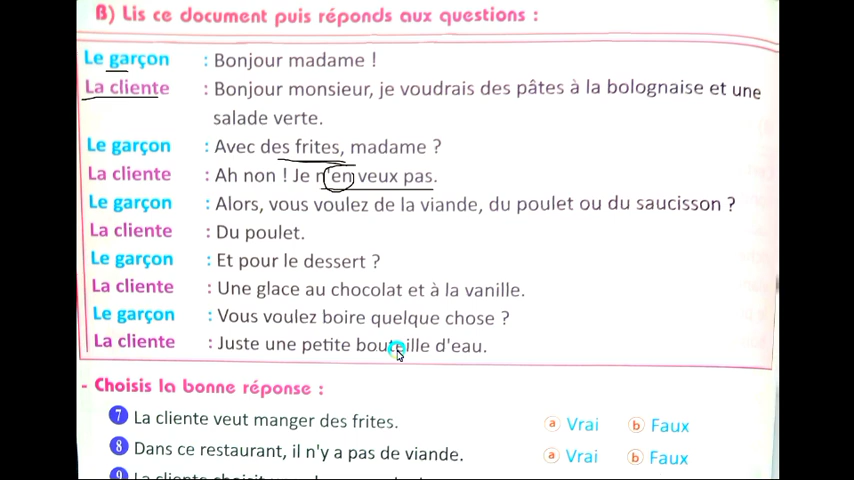 B) Lis ce document puis réponds aux questions :
Le garçon : Bonjour madame !
La cliente : Bonjour monsieur, je voudrais des pâtes à la bolognaise et une
salade verte.
Le garçon : Avec des frites, madame ?
La cliente : Ah non ! Je n'en veux pas.
Le garçon : Alors, vous voulez de la viande, du poulet ou du saucisson ?
La cliente : Du poulet.
Le garçon : Et pour le dessert ?
La cliente : Une glace au chocolat et à la vanille.
Le garçon : Vous voulez boire quelque chose ?
La cliente : Juste une petite bouteille d'eau.
- Choisis la bonne réponse :
7 La cliente veut manger des frites. a Vrai b Faux
8 Dans ce restaurant, il n'y a pas de viande. a Vrai b Faux
9 La cliente choisit